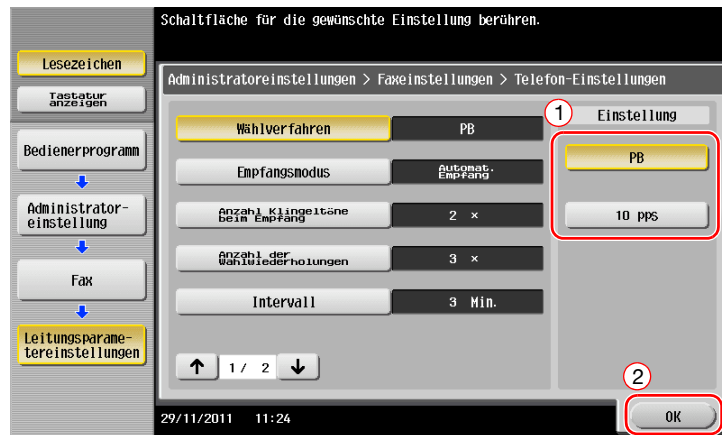 Schaltfläche für die gewünschte Einstellung berühren.
Lesezeichen
Tastatur
anzeigen
Bedienerprogramm
Administrator-
einstellung
Fax
Leitungsparame-
tereinstellungen
Administratoreinstellungen > Faxeinstellungen > Telefon-Einstellungen
Wählverfahren PB
Empfangsmodus Automat.
Empfang
Anzahl Klingeltöne
beim Empfang 2 ×
Anzahl der
Wahlwiederholungen 3 ×
Intervall 3 Min.
1 / 2
1
Einstellung
PB
10 pps
2
29/11/2011 11:24
OK